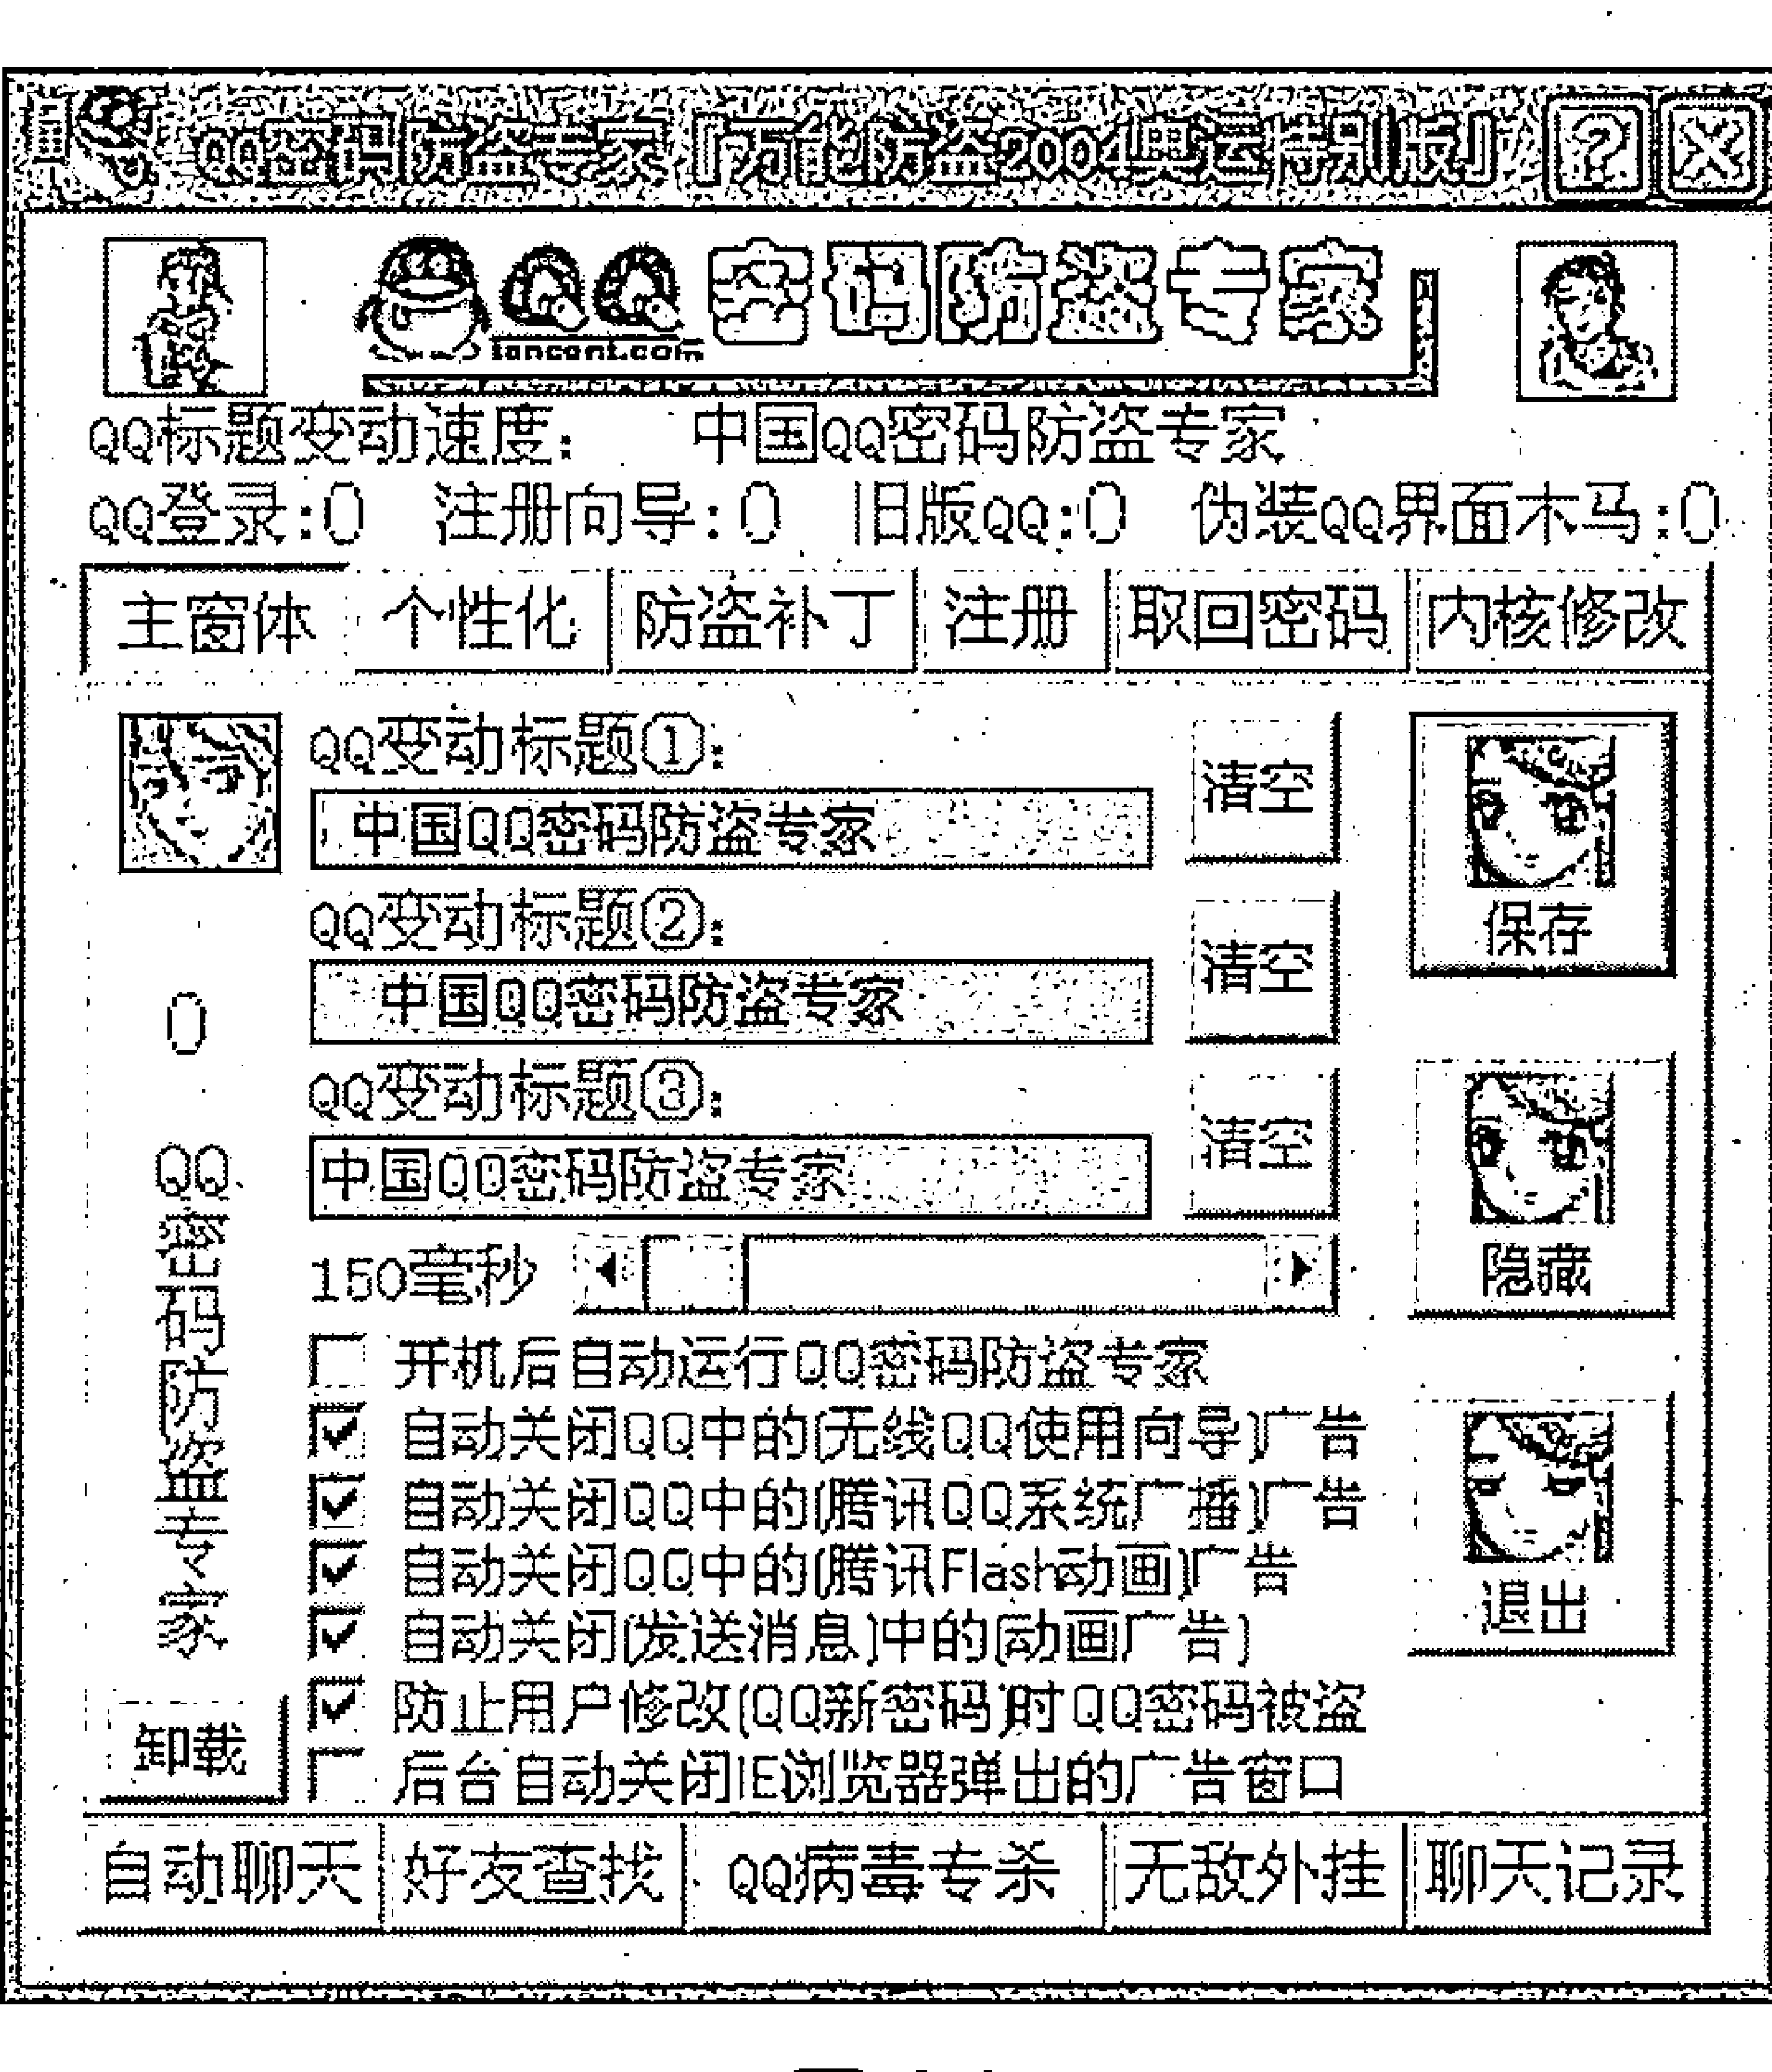 QQ密码防盗专家『万能防盗2004奥运特别版』
QQ密码防盗专家
tencent.com
QQ标题变动速度: 中国QQ密码防盗专家
QQ登录:0 注册向导:0 旧版QQ:0 伪装QQ界面木马:0
主窗体 个性化 防盗补丁 注册 取回密码 内核修改
QQ变动标题①:
中国QQ密码防盗专家
清空
保存
QQ变动标题②:
中国QQ密码防盗专家
清空
QQ变动标题③:
中国QQ密码防盗专家
清空
隐藏
0
QQ密码防盗专家
150毫秒
开机后自动运行QQ密码防盗专家
自动关闭QQ中的(无线QQ使用向导)广告
自动关闭QQ中的(腾讯QQ系统广播)广告
自动关闭QQ中的(腾讯Flash动画)广告
自动关闭(发送消息)中的(动画广告)
防止用户修改(QQ新密码)时QQ密码被盗
后台自动关闭IE浏览器弹出的广告窗口
退出
卸载
自动聊天 好友查找 QQ病毒专杀 无敌外挂 聊天记录